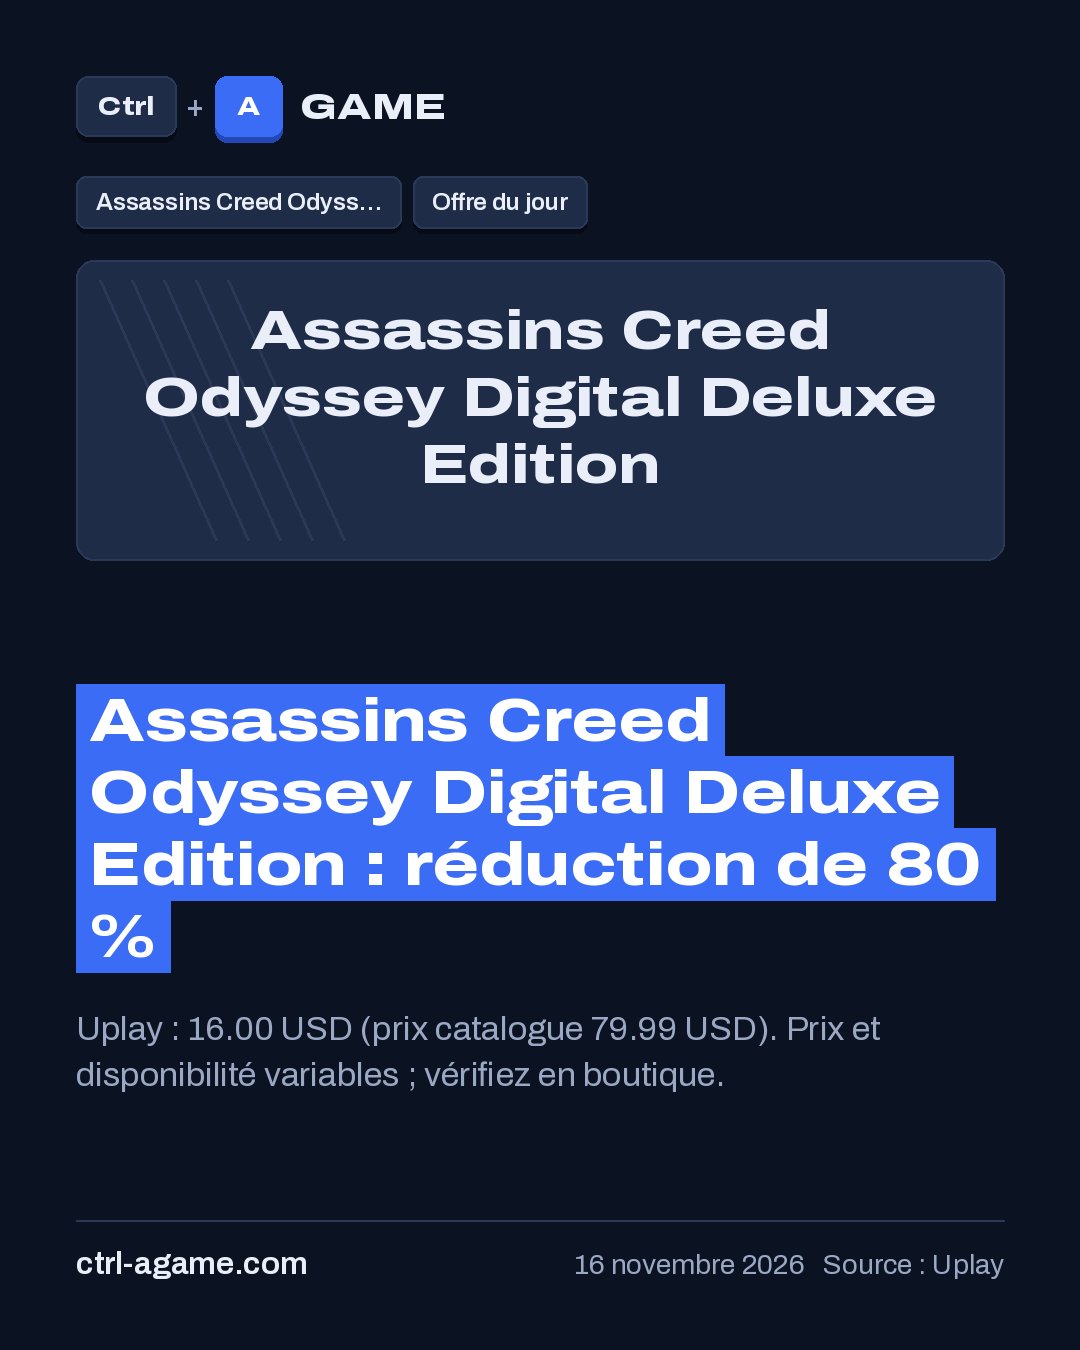 Ctrl + A GAME
Assassins Creed Odyss... Offre du jour
Assassins Creed
Odyssey Digital Deluxe
Edition
Assassins Creed
Odyssey Digital Deluxe
Edition : réduction de 80
%
Uplay : 16.00 USD (prix catalogue 79.99 USD). Prix et
disponibilité variables ; vérifiez en boutique.
ctrl-agame.com 16 novembre 2026 Source : Uplay